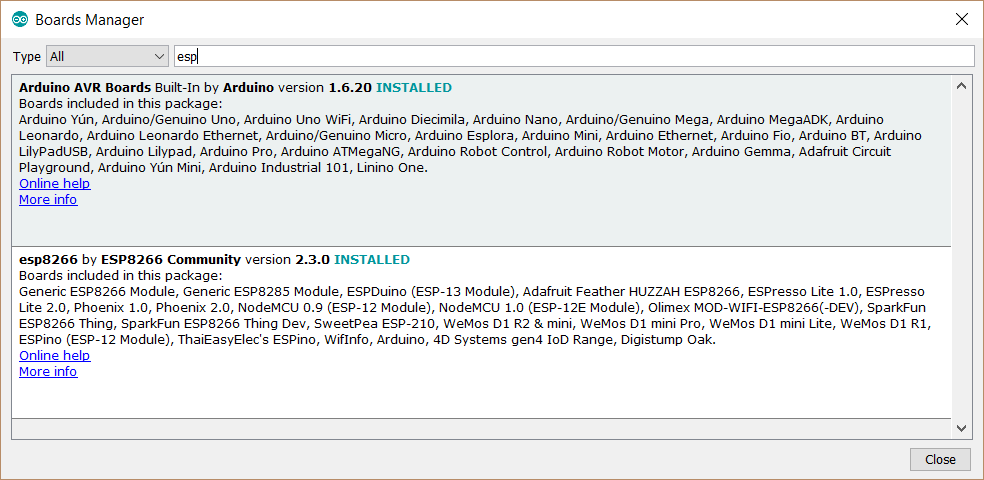 Boards Manager
Type All esp
Arduino AVR Boards Built-In by Arduino version 1.6.20 INSTALLED
Boards included in this package:
Arduino Yún, Arduino/Genuino Uno, Arduino Uno WiFi, Arduino Diecimila, Arduino Nano, Arduino/Genuino Mega, Arduino MegaADK, Arduino
Leonardo, Arduino Leonardo Ethernet, Arduino/Genuino Micro, Arduino Esplora, Arduino Mini, Arduino Ethernet, Arduino Fio, Arduino BT, Arduino
LilyPadUSB, Arduino Lilypad, Arduino Pro, Arduino ATMegaNG, Arduino Robot Control, Arduino Robot Motor, Arduino Gemma, Adafruit Circuit
Playground, Arduino Yún Mini, Arduino Industrial 101, Linino One.
Online help
More info
esp8266 by ESP8266 Community version 2.3.0 INSTALLED
Boards included in this package:
Generic ESP8266 Module, Generic ESP8285 Module, ESPDuino (ESP-13 Module), Adafruit Feather HUZZAH ESP8266, ESPresso Lite 1.0, ESPresso
Lite 2.0, Phoenix 1.0, Phoenix 2.0, NodeMCU 0.9 (ESP-12 Module), NodeMCU 1.0 (ESP-12E Module), Olimex MOD-WIFI-ESP8266(-DEV), SparkFun
ESP8266 Thing, SparkFun ESP8266 Thing Dev, SweetPea ESP-210, WeMos D1 R2 & mini, WeMos D1 mini Pro, WeMos D1 mini Lite, WeMos D1 R1,
ESPino (ESP-12 Module), ThaiEasyElec's ESPino, WifInfo, Arduino, 4D Systems gen4 IoD Range, Digistump Oak.
Online help
More info
Close